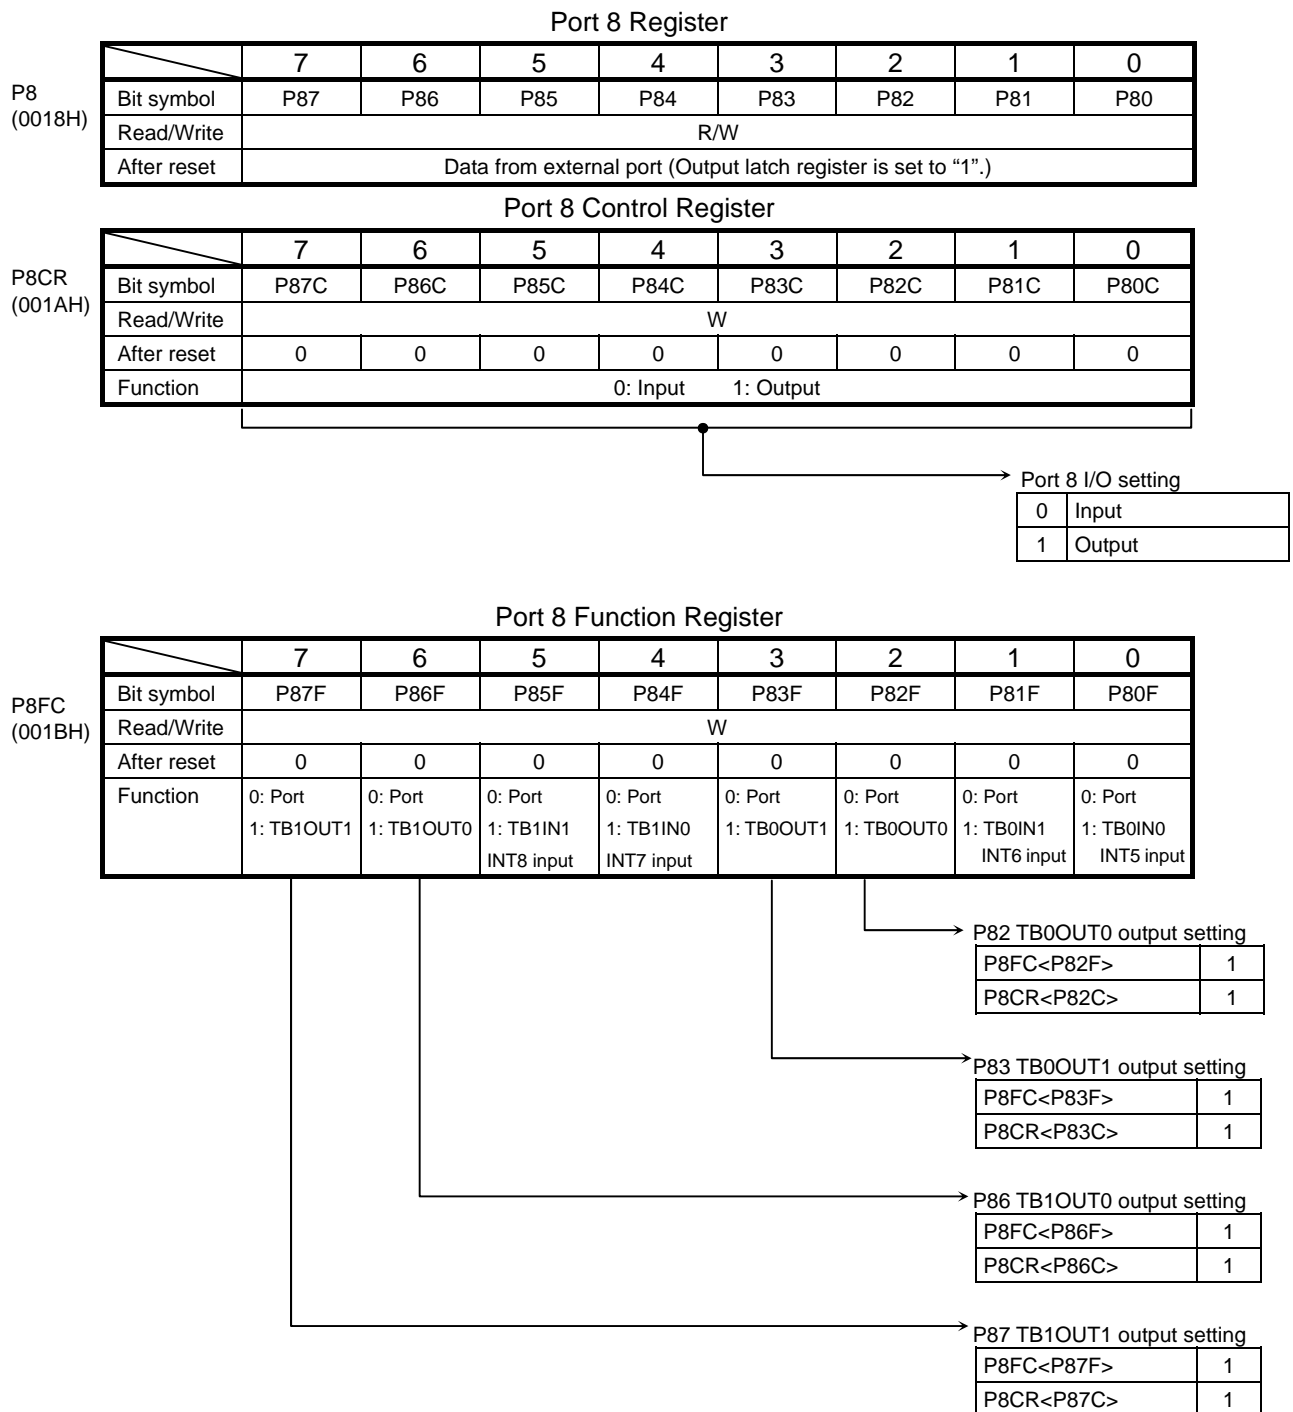 Port 8 Register
7 6 5 4 3 2 1 0
P8
(0018H)
Bit symbol P87 P86 P85 P84 P83 P82 P81 P80
Read/Write R/W
After reset Data from external port (Output latch register is set to “1”.)
Port 8 Control Register
7 6 5 4 3 2 1 0
P8CR
(001AH)
Bit symbol P87C P86C P85C P84C P83C P82C P81C P80C
Read/Write W
After reset 0 0 0 0 0 0 0 0
Function 0: Input 1: Output
Port 8 I/O setting
0 Input
1 Output
Port 8 Function Register
7 6 5 4 3 2 1 0
P8FC
(001BH)
Bit symbol P87F P86F P85F P84F P83F P82F P81F P80F
Read/Write W
After reset 0 0 0 0 0 0 0 0
Function 0: Port 0: Port 0: Port 0: Port 0: Port 0: Port 0: Port 0: Port
1: TB1OUT1 1: TB1OUT0 1: TB1IN1 1: TB1IN0 1: TB0OUT1 1: TB0OUT0 1: TB0IN1 1: TB0IN0
INT8 input INT7 input INT6 input INT5 input
P82 TB0OUT0 output setting
P8FC<P82F> 1
P8CR<P82C> 1
P83 TB0OUT1 output setting
P8FC<P83F> 1
P8CR<P83C> 1
P86 TB1OUT0 output setting
P8FC<P86F> 1
P8CR<P86C> 1
P87 TB1OUT1 output setting
P8FC<P87F> 1
P8CR<P87C> 1